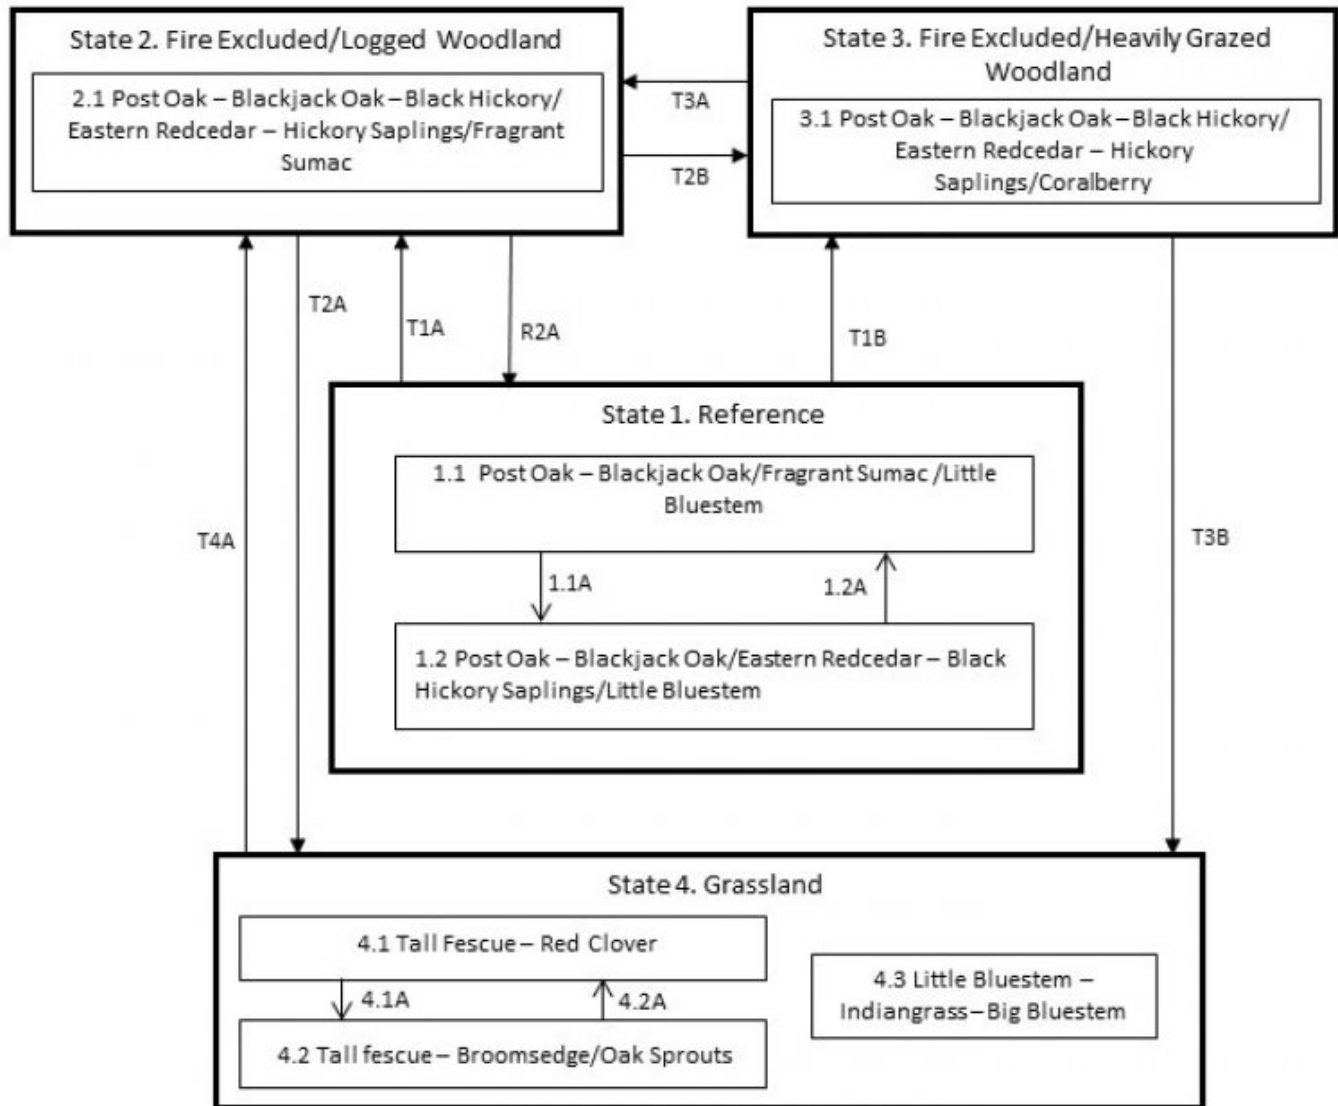 State 2. Fire Excluded/Logged Woodland
2.1 Post Oak – Blackjack Oak – Black Hickory/
Eastern Redcedar – Hickory Saplings/Fragrant
Sumac
State 3. Fire Excluded/Heavily Grazed
Woodland
3.1 Post Oak – Blackjack Oak – Black Hickory/
Eastern Redcedar – Hickory
Saplings/Coralberry
T3A
T2B
T2A
T1A
R2A
T1B
State 1. Reference
1.1 Post Oak – Blackjack Oak/Fragrant Sumac /Little
Bluestem
1.1A
1.2A
1.2 Post Oak – Blackjack Oak/Eastern Redcedar – Black
Hickory Saplings/Little Bluestem
T4A
T3B
State 4. Grassland
4.1 Tall Fescue – Red Clover
4.1A
4.2A
4.2 Tall fescue – Broomsedge/Oak Sprouts
4.3 Little Bluestem –
Indiangrass – Big Bluestem